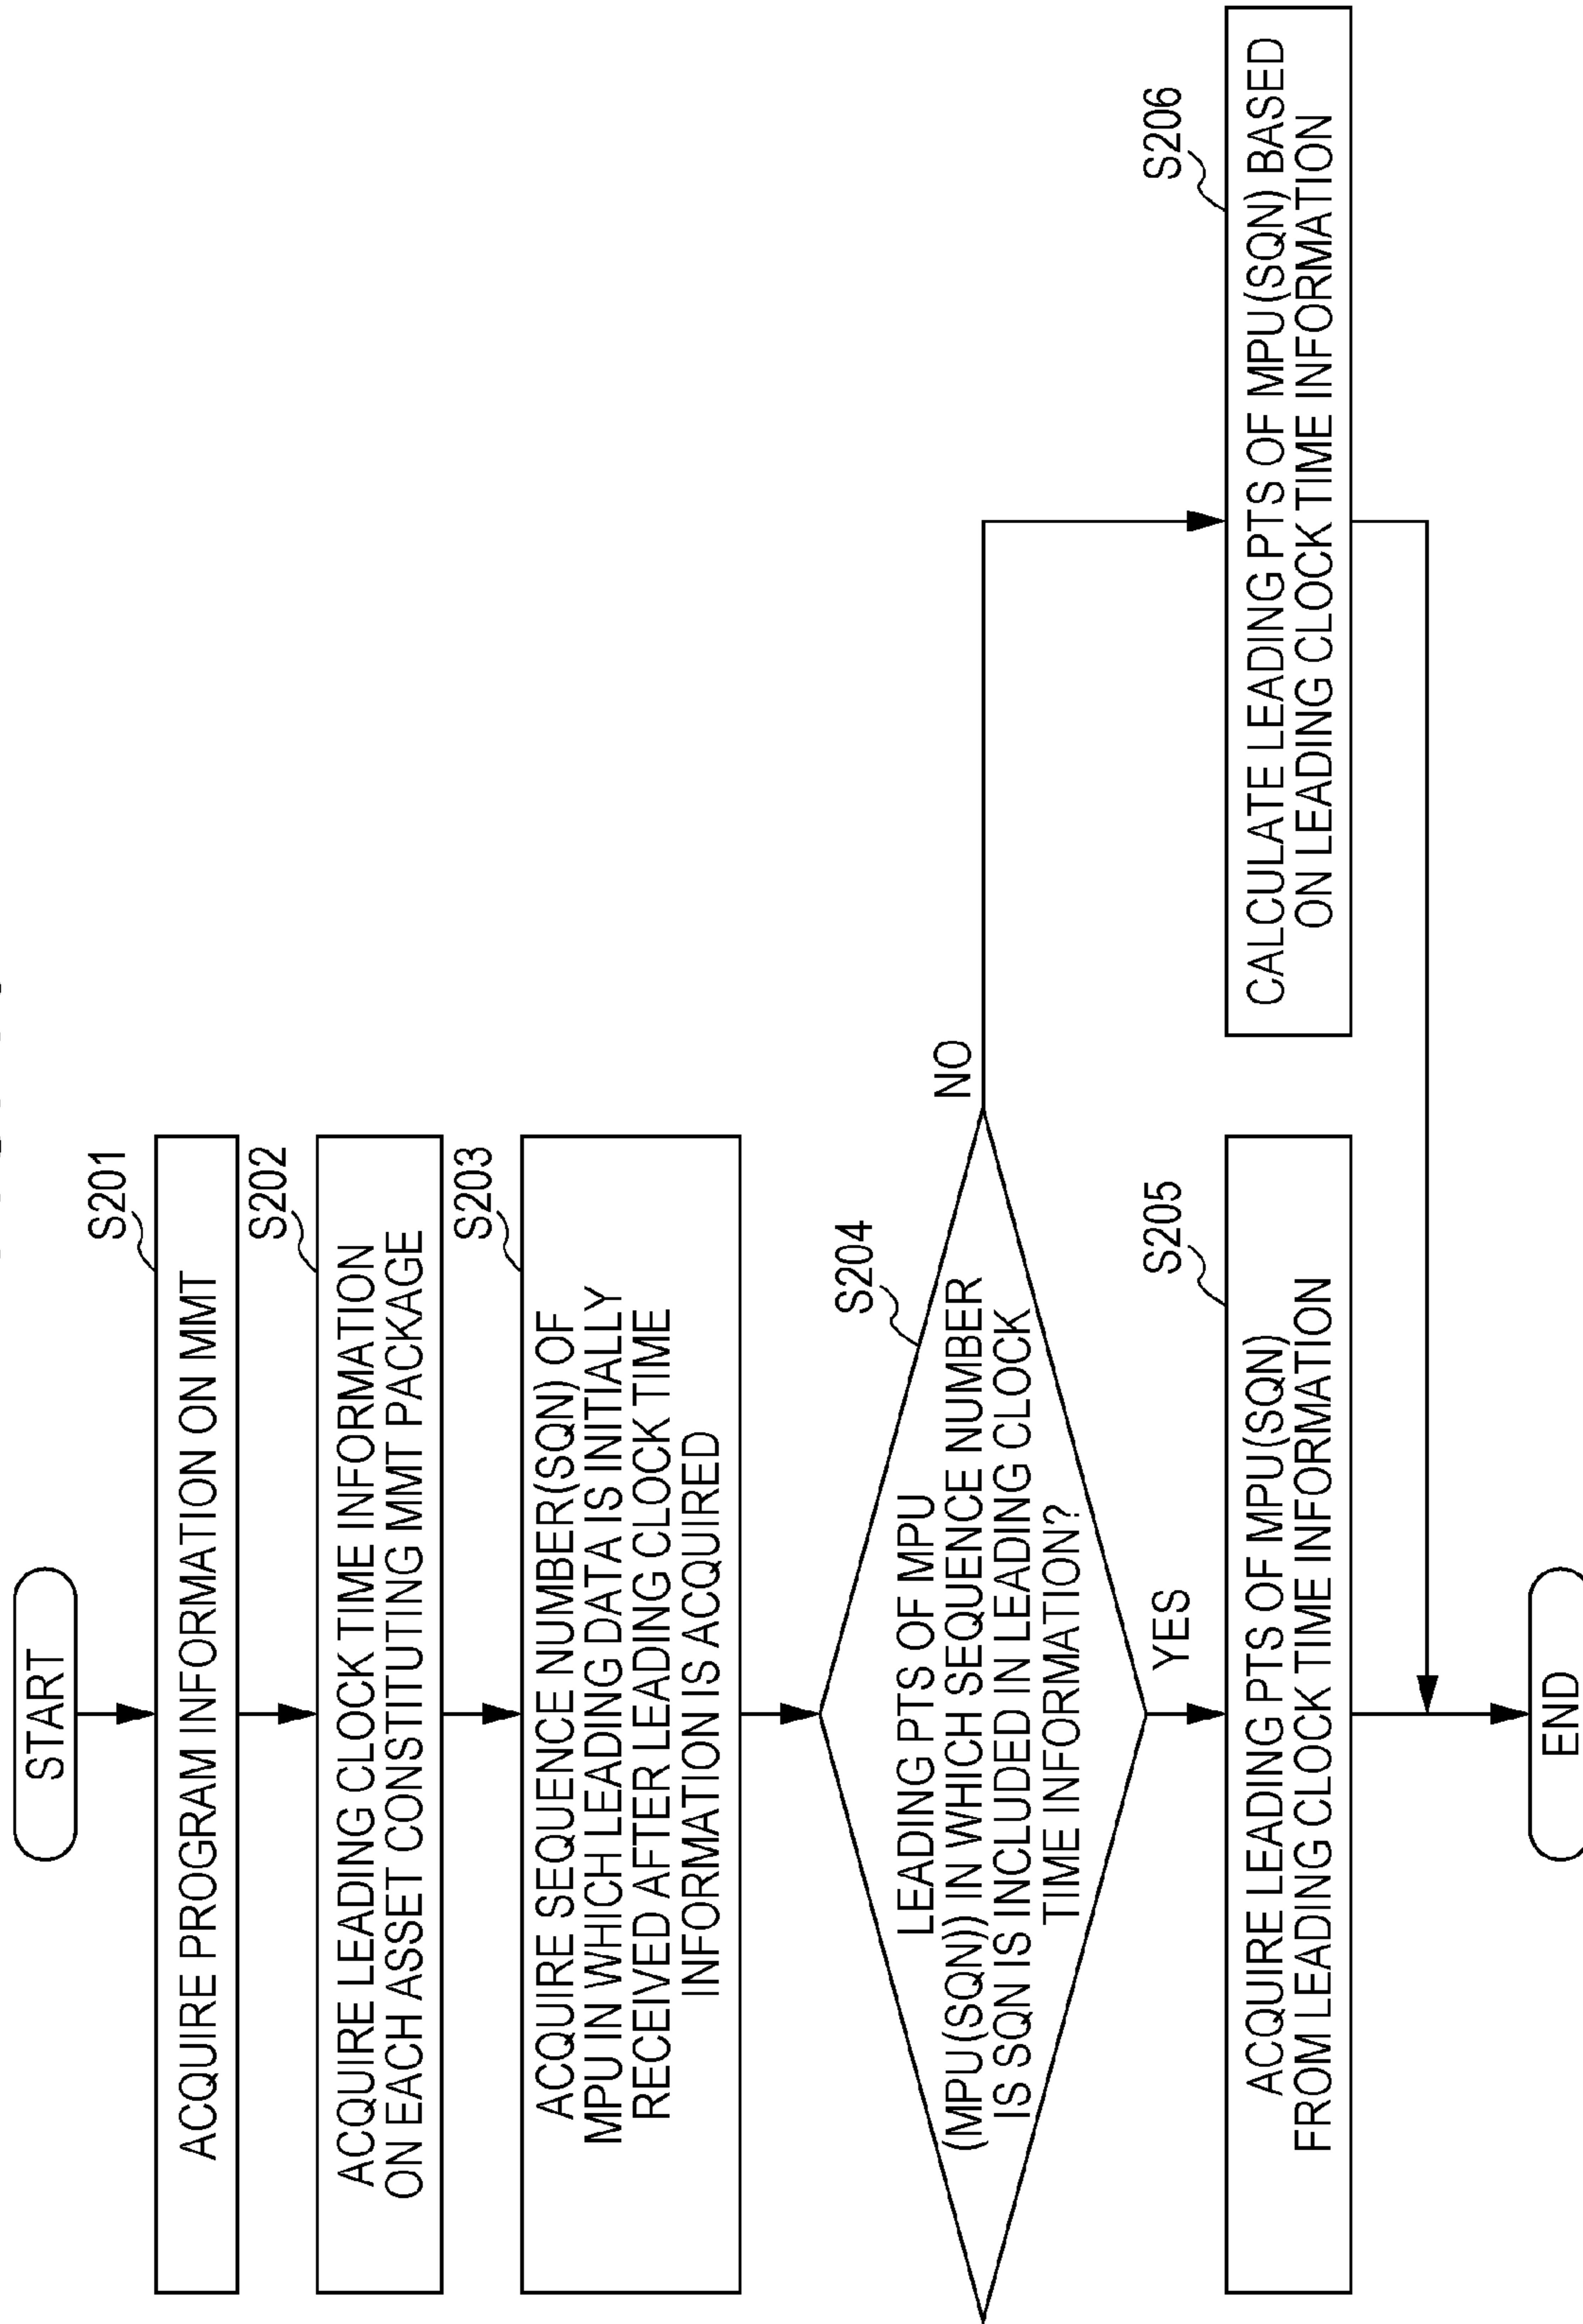 START
S201
ACQUIRE PROGRAM INFORMATION ON MMT
S202
ACQUIRE LEADING CLOCK TIME INFORMATION
ON EACH ASSET CONSTITUTING MMT PACKAGE
S203
ACQUIRE SEQUENCE NUMBER(SQN) OF
MPU IN WHICH LEADING DATA IS INITIALLY
RECEIVED AFTER LEADING CLOCK TIME
INFORMATION IS ACQUIRED
S204
LEADING PTS OF MPU
(MPU(SQN)) IN WHICH SEQUENCE NUMBER
IS SQN IS INCLUDED IN LEADING CLOCK
TIME INFORMATION?
NO
YES
S205
ACQUIRE LEADING PTS OF MPU(SQN)
FROM LEADING CLOCK TIME INFORMATION
S206
CALCULATE LEADING PTS OF MPU(SQN) BASED
ON LEADING CLOCK TIME INFORMATION
END